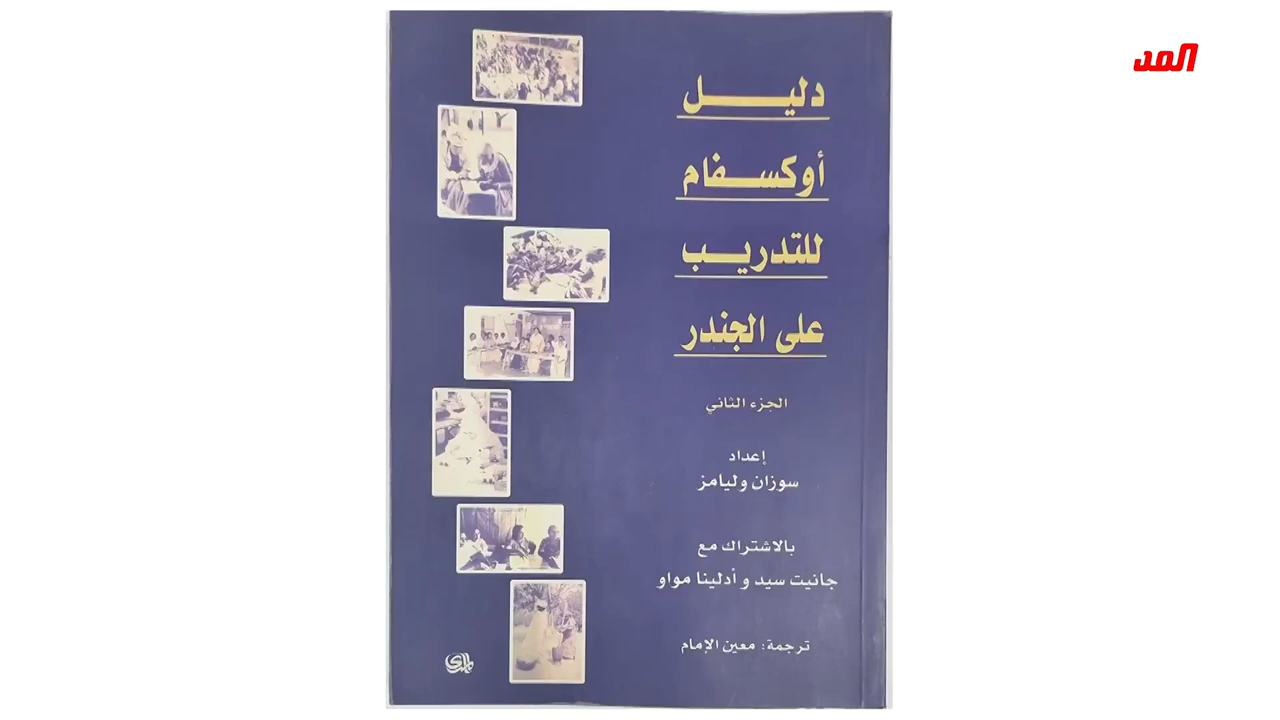 المد
دليل
أوكسفام
للتدريب
على الجندر
الجزء الثاني
إعداد
سوزان وليامز
بالاشتراك مع
جانيت سيد و أدلينا مواو
ترجمة: معين الإمام
المدى